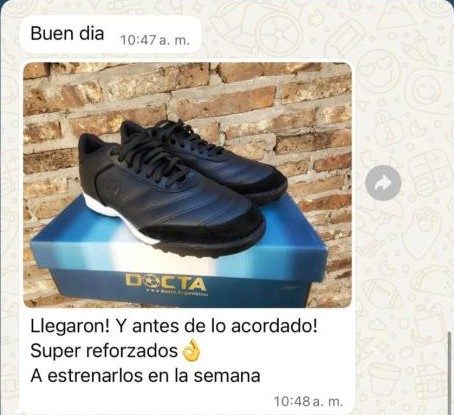 Buen dia
10:47 a. m.
DOCTA
Llegaron! Y antes de lo acordado!
Super reforzados👌
A estrenarlos en la semana
10:48 a. m.